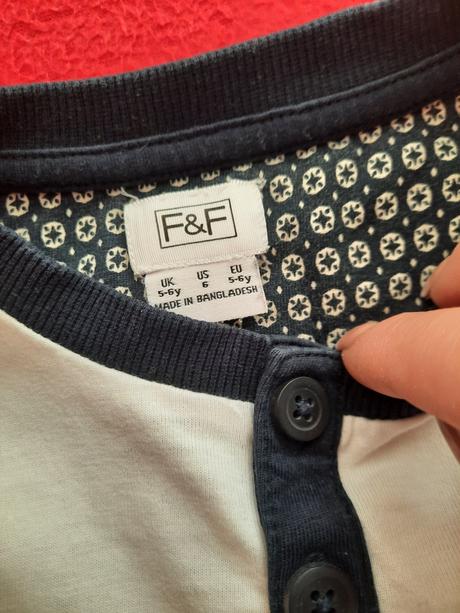 F&F
UK US EU
5-6y 6 5-6y
MADE IN BANGLADESH